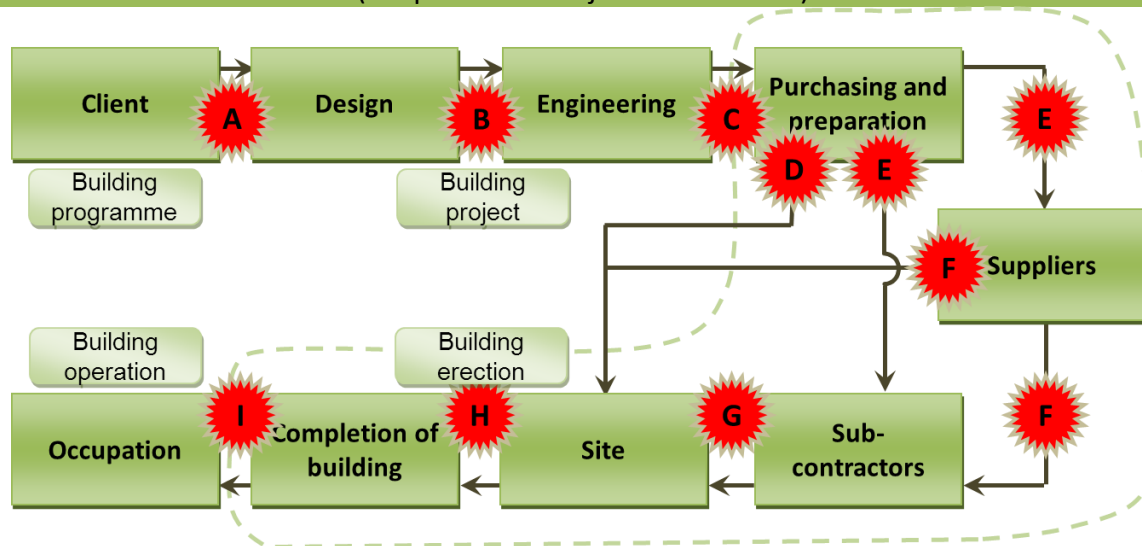 Client
A
Design
B
Engineering
C
Purchasing and
preparation
D
E
E
Building
programme
Building
project
F
Suppliers
Building
operation
Building
erection
Occupation
I
Completion of
building
H
Site
G
Sub-
contractors
F